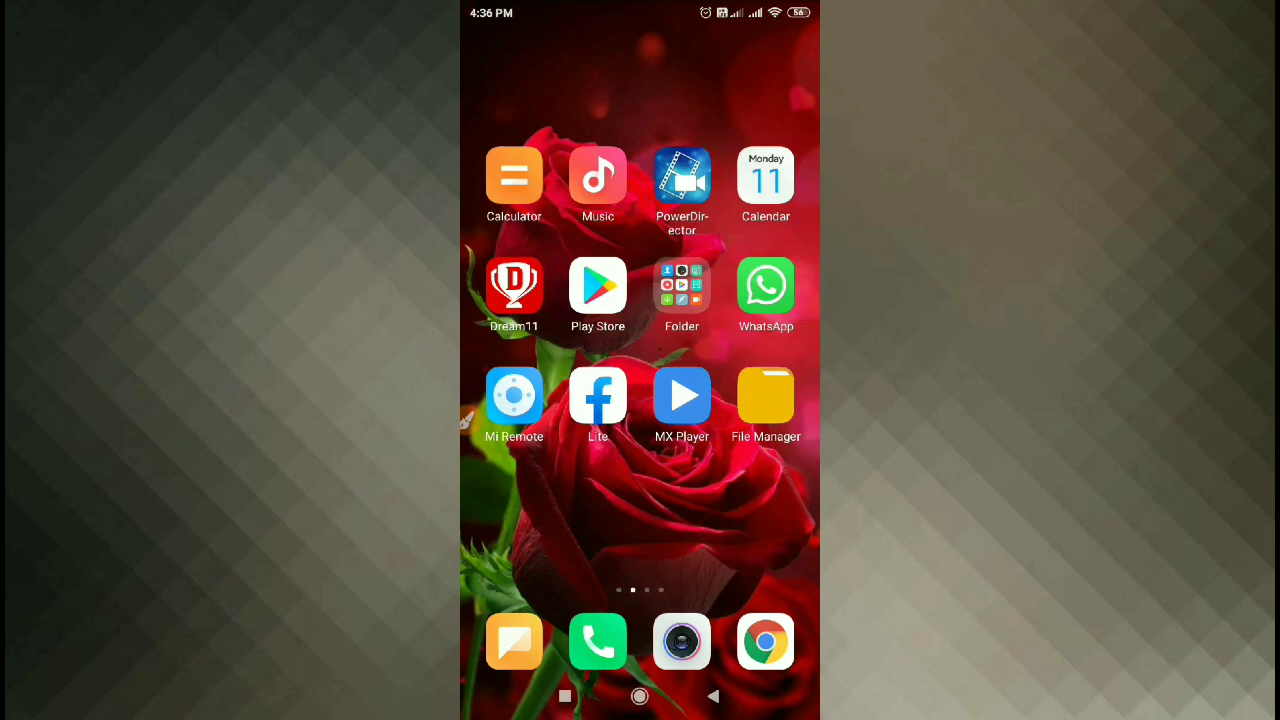 4:36 PM
56
Calculator
Music
PowerDir-
ector
Monday
11
Calendar
D
Dream11
Play Store
Folder
WhatsApp
Mi Remote
f
Lite
MX Player
File Manager